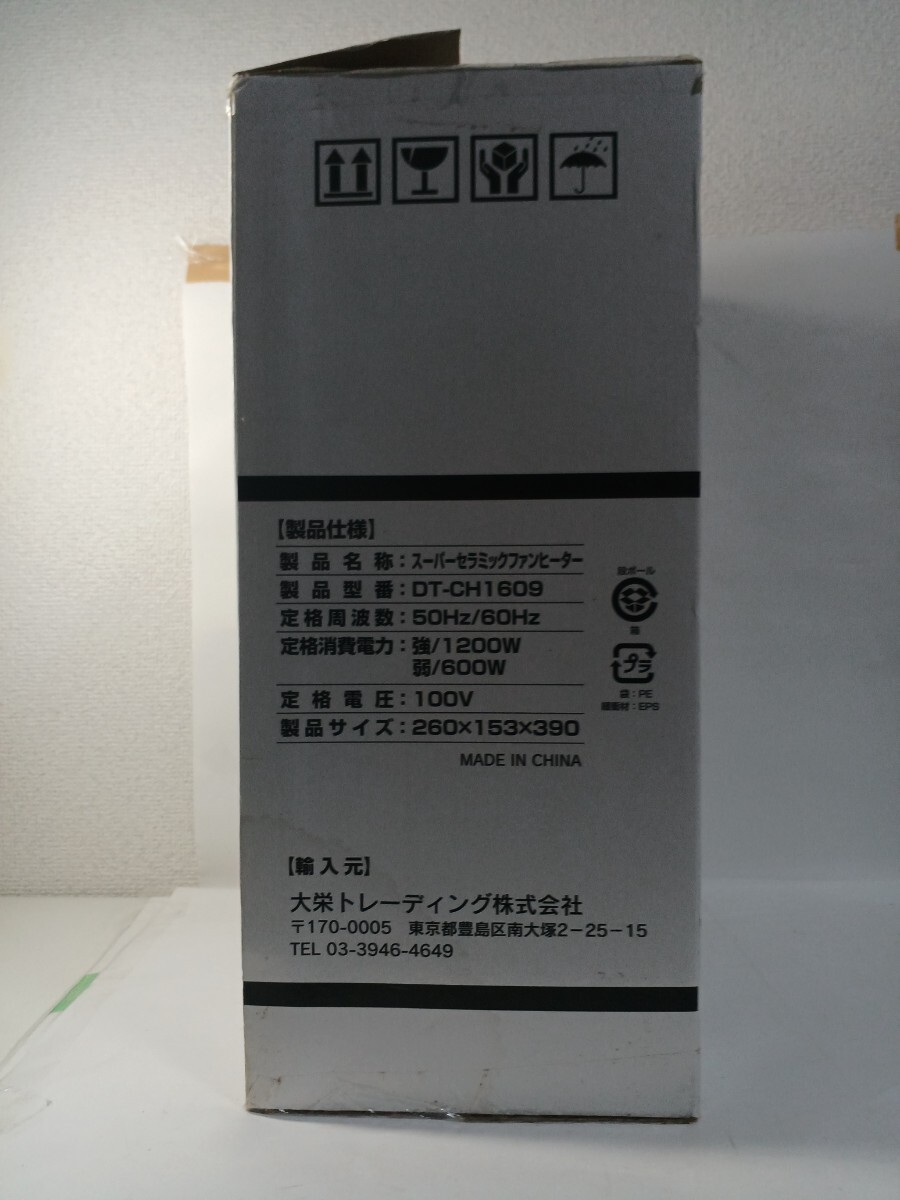 【製品仕様】
製品名称：スーパーセラミックファンヒーター
製品型番：DT-CH1609
定格周波数：50Hz/60Hz
定格消費電力：強/1200W
弱/600W
定格電圧：100V
製品サイズ：260×153×390
MADE IN CHINA
段ボール
箱
プラ
袋：PE
緩衝材：EPS
【輸入元】
大栄トレーディング株式会社
〒170-0005 東京都豊島区南大塚2－25－15
TEL 03-3946-4649